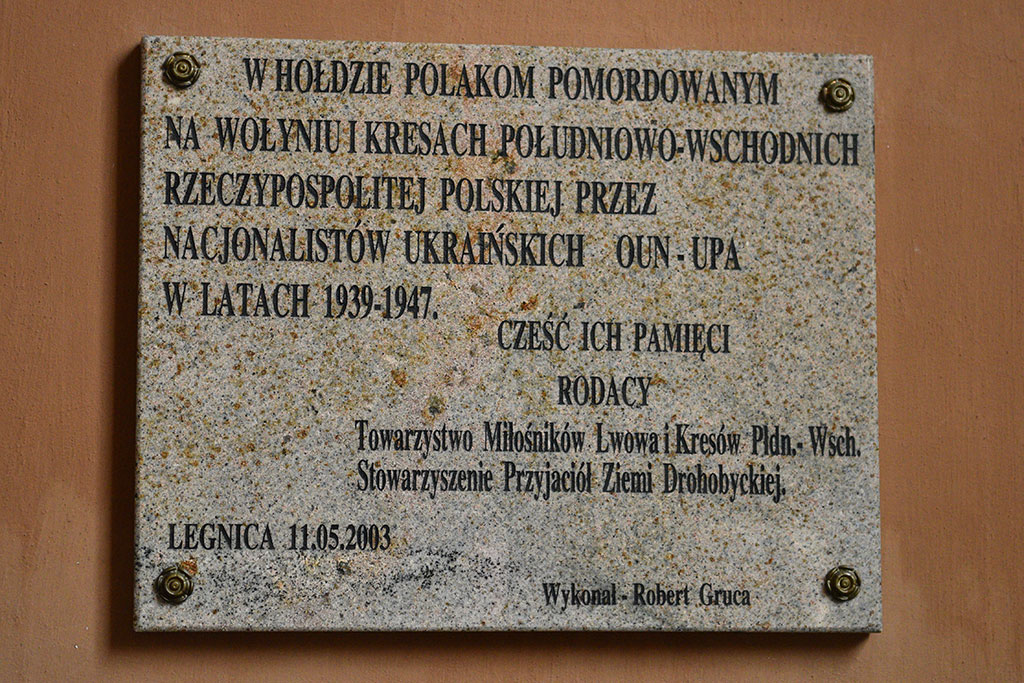 W HOŁDZIE POLAKOM POMORDOWANYM
NA WOŁYNIU I KRESACH POŁUDNIOWO-WSCHODNICH
RZECZYPOSPOLITEJ POLSKIEJ PRZEZ
NACJONALISTÓW UKRAIŃSKICH OUN - UPA
W LATACH 1939-1947.
CZEŚĆ ICH PAMIĘCI
RODACY
Towarzystwo Miłośników Lwowa i Kresów Płdn.- Wsch.
Stowarzyszenie Przyjaciół Ziemi Drohobyckiej.
LEGNICA 11.05.2003
Wykonał - Robert Gruca